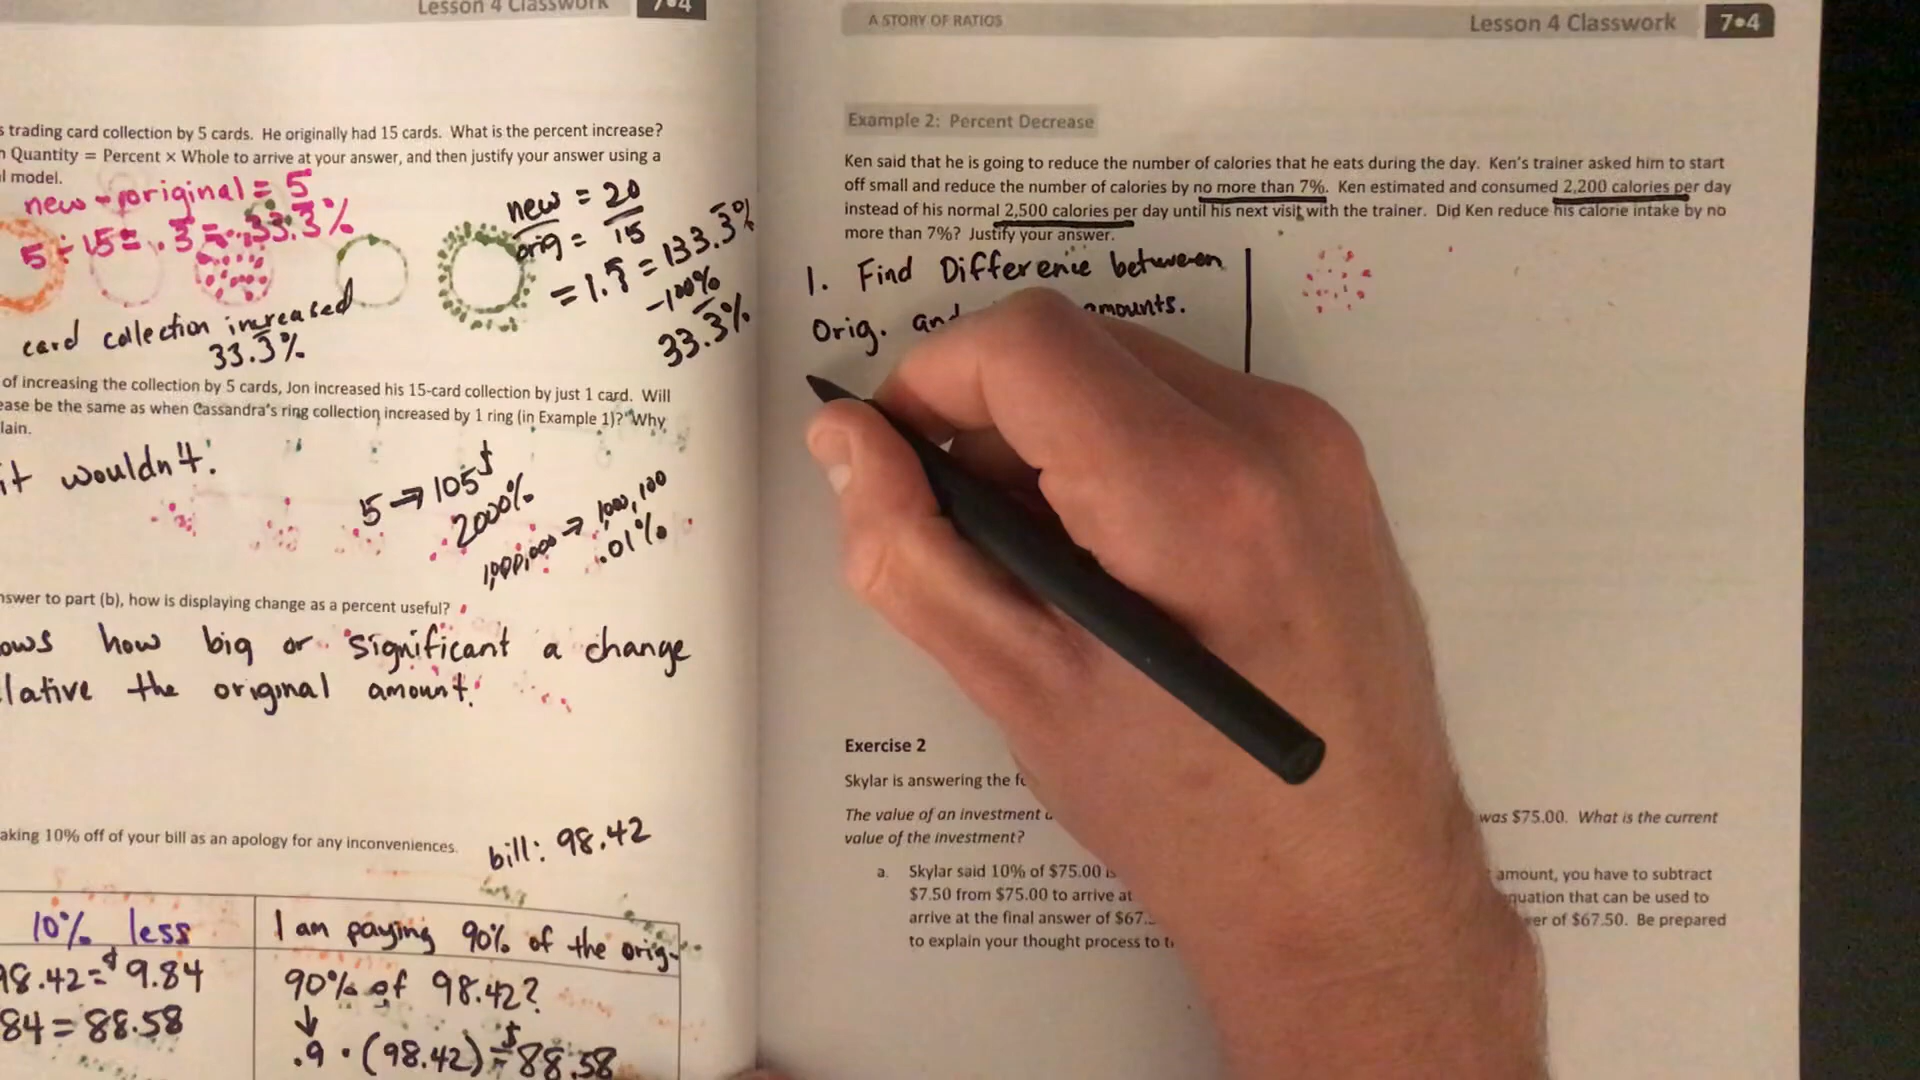 Lesson 4 Classwork
7•4
trading card collection by 5 cards. He originally had 15 cards. What is the percent increase?
Quantity = Percent × Whole to arrive at your answer, and then justify your answer using a
model.
new - original = 5
5 ÷ 15 = .3 = 33.3%
new = 20
orig = 15
= 1.3 = 133.3%
-100%
33.3%
card collection increased
33.3%
of increasing the collection by 5 cards, Jon increased his 15-card collection by just 1 card. Will
be the same as when Cassandra's ring collection increased by 1 ring (in Example 1)? Why
it wouldn't.
5 → 105
2000%
1,000,000 → 1,000,100
.01%
answer to part (b), how is displaying change as a percent useful?
how big or significant a change
the original amount.
10% off of your bill as an apology for any inconveniences.
bill: 98.42
10% less
I am paying 90% of the orig.
98.42 = $9.84
90% of 98.42?
84 = 88.58
↓
.9 • (98.42) = $88.58
A STORY OF RATIOS
Lesson 4 Classwork
7•4
Example 2: Percent Decrease
Ken said that he is going to reduce the number of calories that he eats during the day. Ken's trainer asked him to start
off small and reduce the number of calories by no more than 7%. Ken estimated and consumed 2,200 calories per day
instead of his normal 2,500 calories per day until his next visit with the trainer. Did Ken reduce his calorie intake by no
more than 7%? Justify your answer.
1. Find Difference between
Orig. and amounts.
Exercise 2
Skylar is answering the
The value of an investment was $75.00. What is the current
value of the investment?
a. Skylar said 10% of $75.00 is amount, you have to subtract
$7.50 from $75.00 to arrive at equation that can be used to
arrive at the final answer of $67. of $67.50. Be prepared
to explain your thought process to